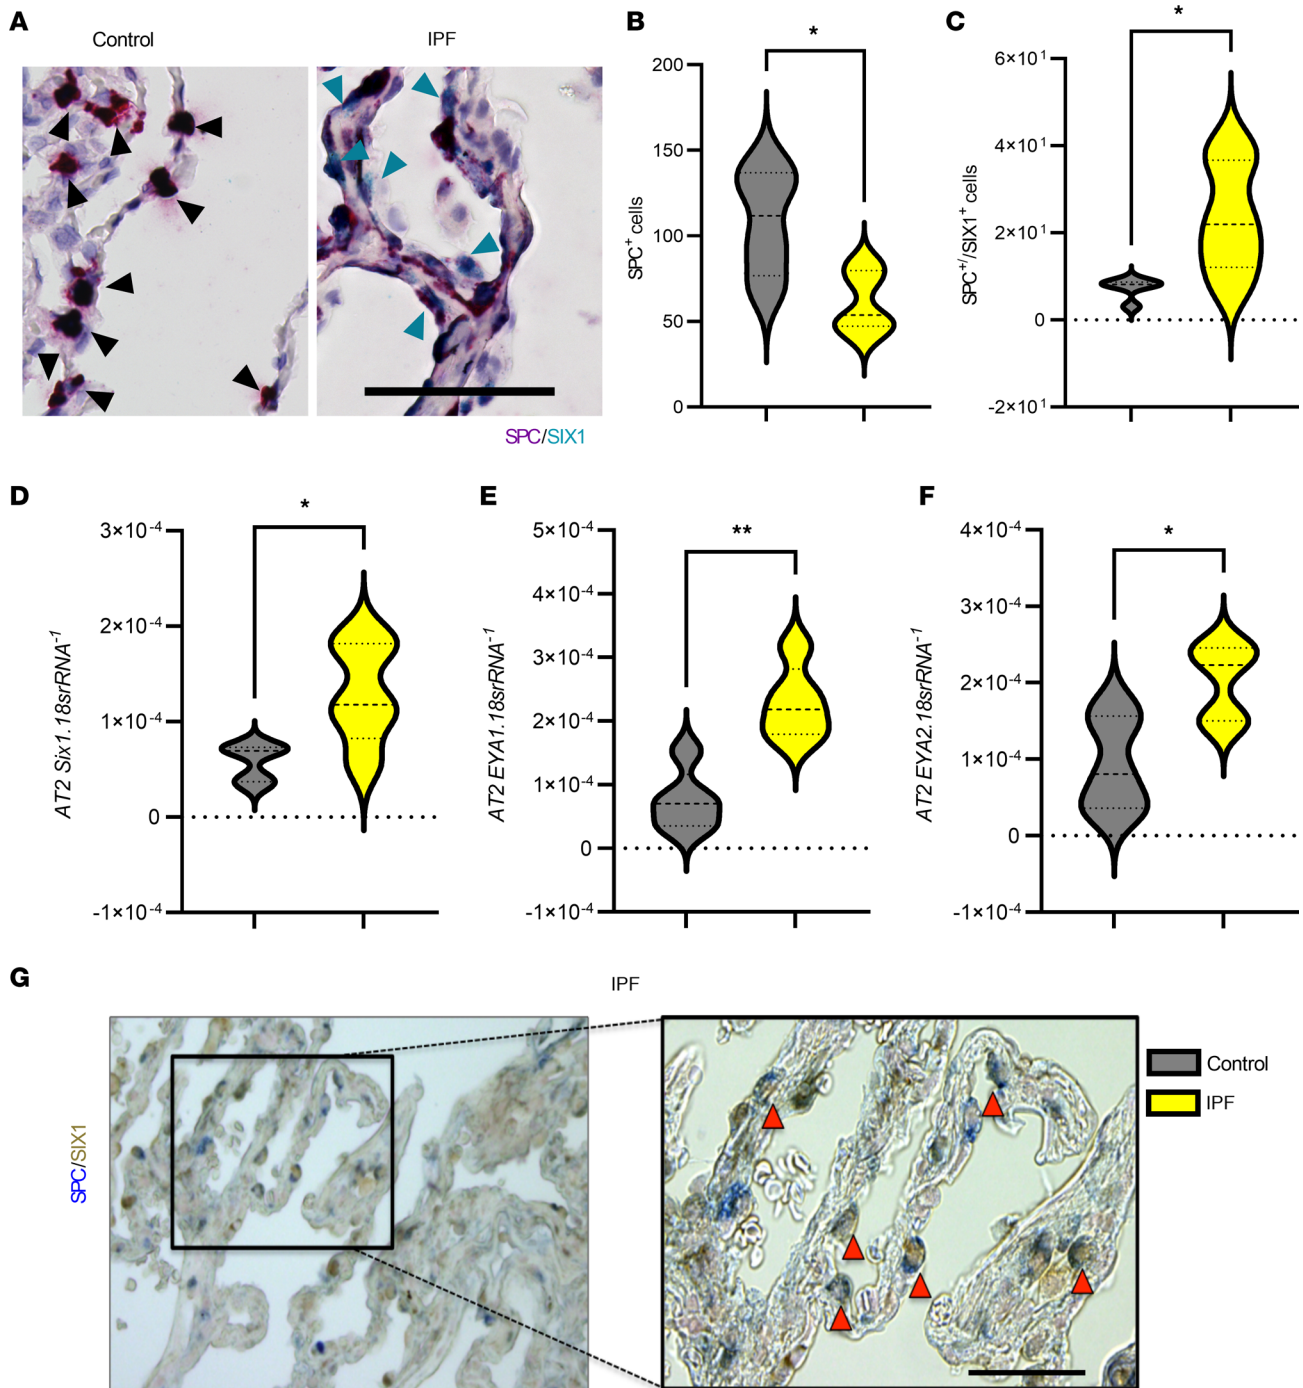 A
Control
IPF
SPC/SIX1
B
*
200
150
100
50
0
SPC⁺ cells
C
*
6×10¹
4×10¹
2×10¹
0
-2×10¹
SPC⁺/SIX1⁺ cells
D
*
3×10⁻⁴
2×10⁻⁴
1×10⁻⁴
0
-1×10⁻⁴
AT2 Six1.18srRNA⁻¹
E
**
5×10⁻⁴
4×10⁻⁴
3×10⁻⁴
2×10⁻⁴
1×10⁻⁴
0
-1×10⁻⁴
AT2 EYA1.18srRNA⁻¹
F
*
4×10⁻⁴
3×10⁻⁴
2×10⁻⁴
1×10⁻⁴
0
-1×10⁻⁴
AT2 EYA2.18srRNA⁻¹
G
IPF
SPC/SIX1
Control
IPF